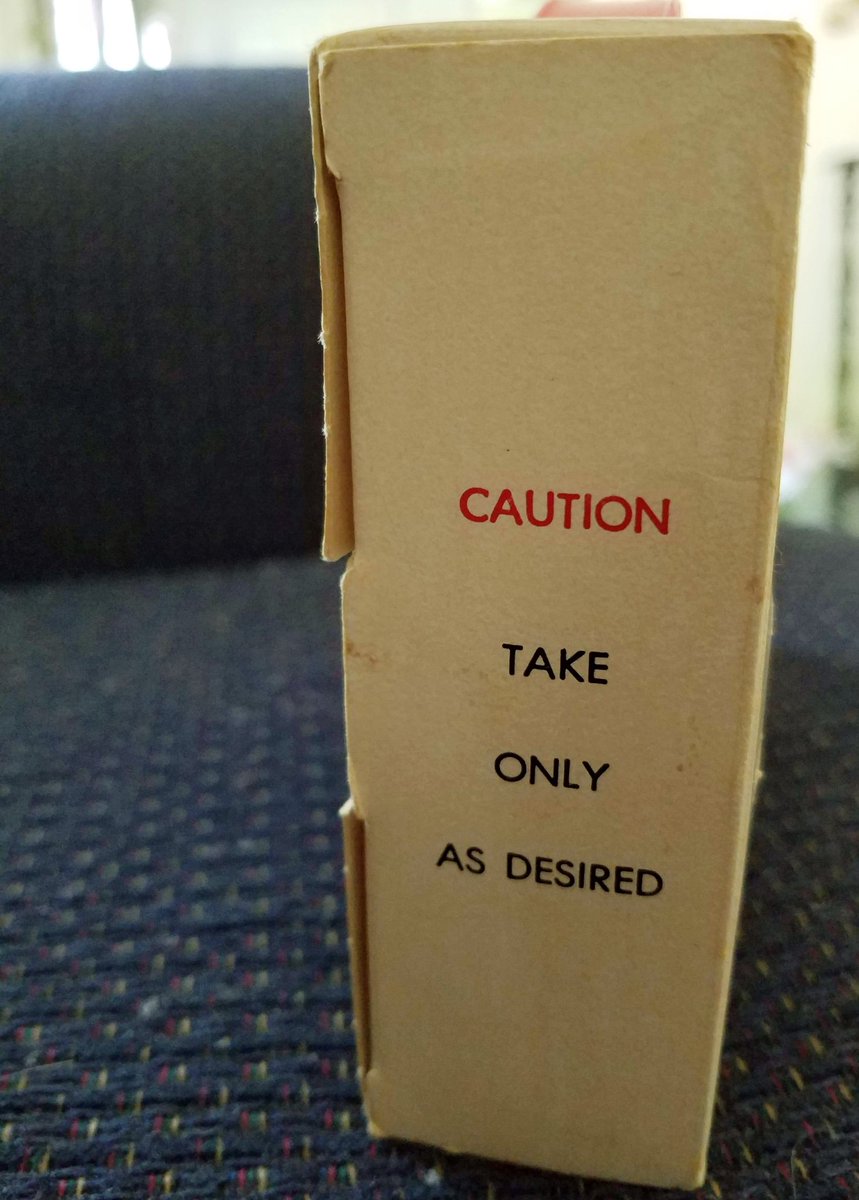 CAUTION
TAKE
ONLY
AS DESIRED